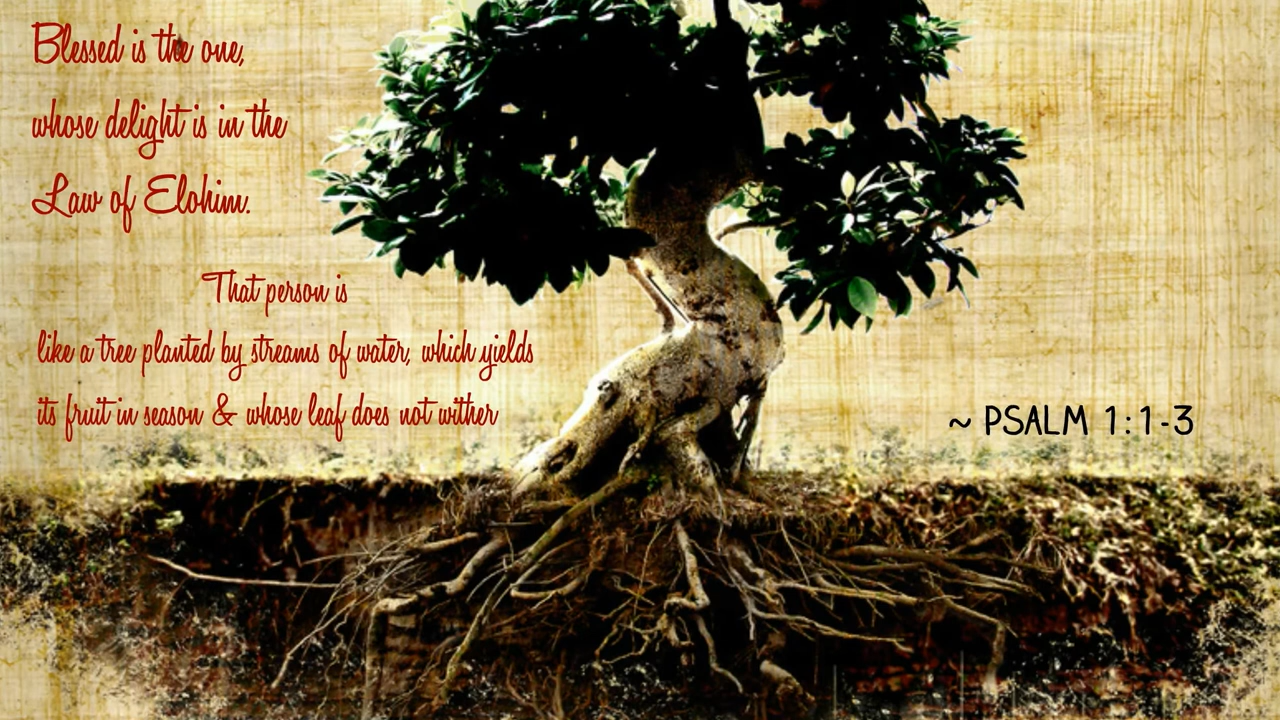 Blessed is the one,
whose delight is in the
Law of Elohim.
That person is
like a tree planted by streams of water, which yields
its fruit in season & whose leaf does not wither
~ PSALM 1:1-3